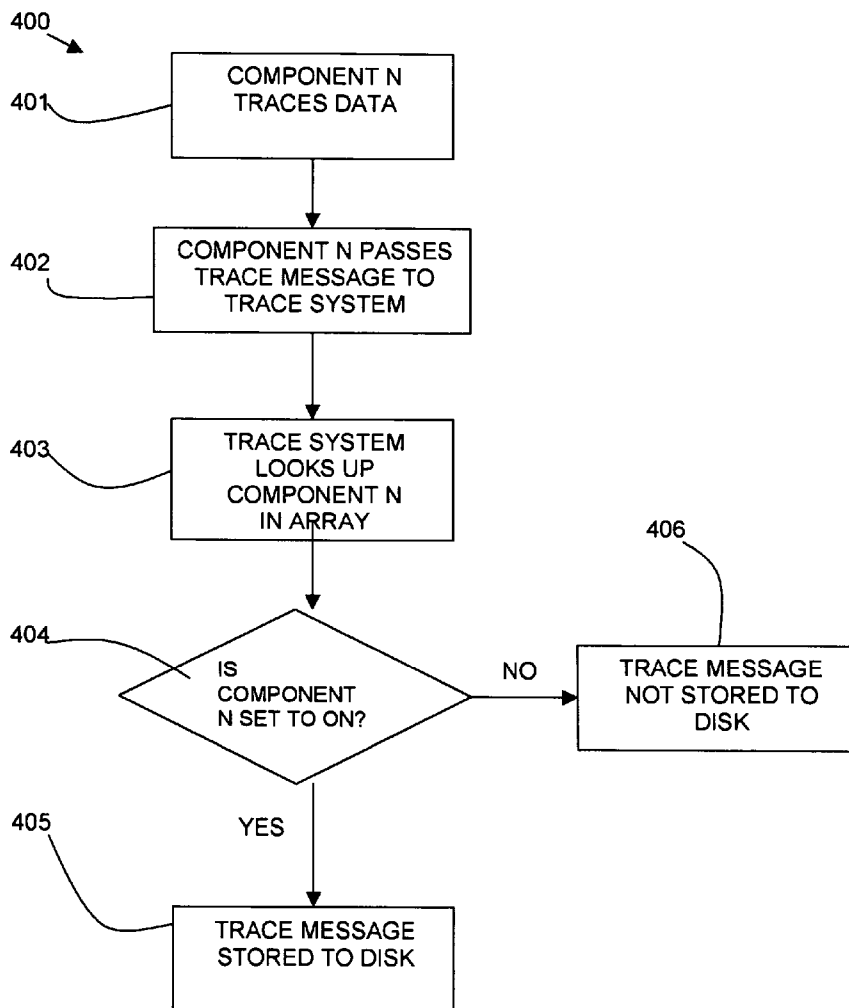 400
COMPONENT N
TRACES DATA
401
COMPONENT N PASSES
TRACE MESSAGE TO
TRACE SYSTEM
402
TRACE SYSTEM
LOOKS UP
COMPONENT N
IN ARRAY
403
406
404
IS
COMPONENT
N SET TO ON?
NO
TRACE MESSAGE
NOT STORED TO
DISK
YES
405
TRACE MESSAGE
STORED TO DISK